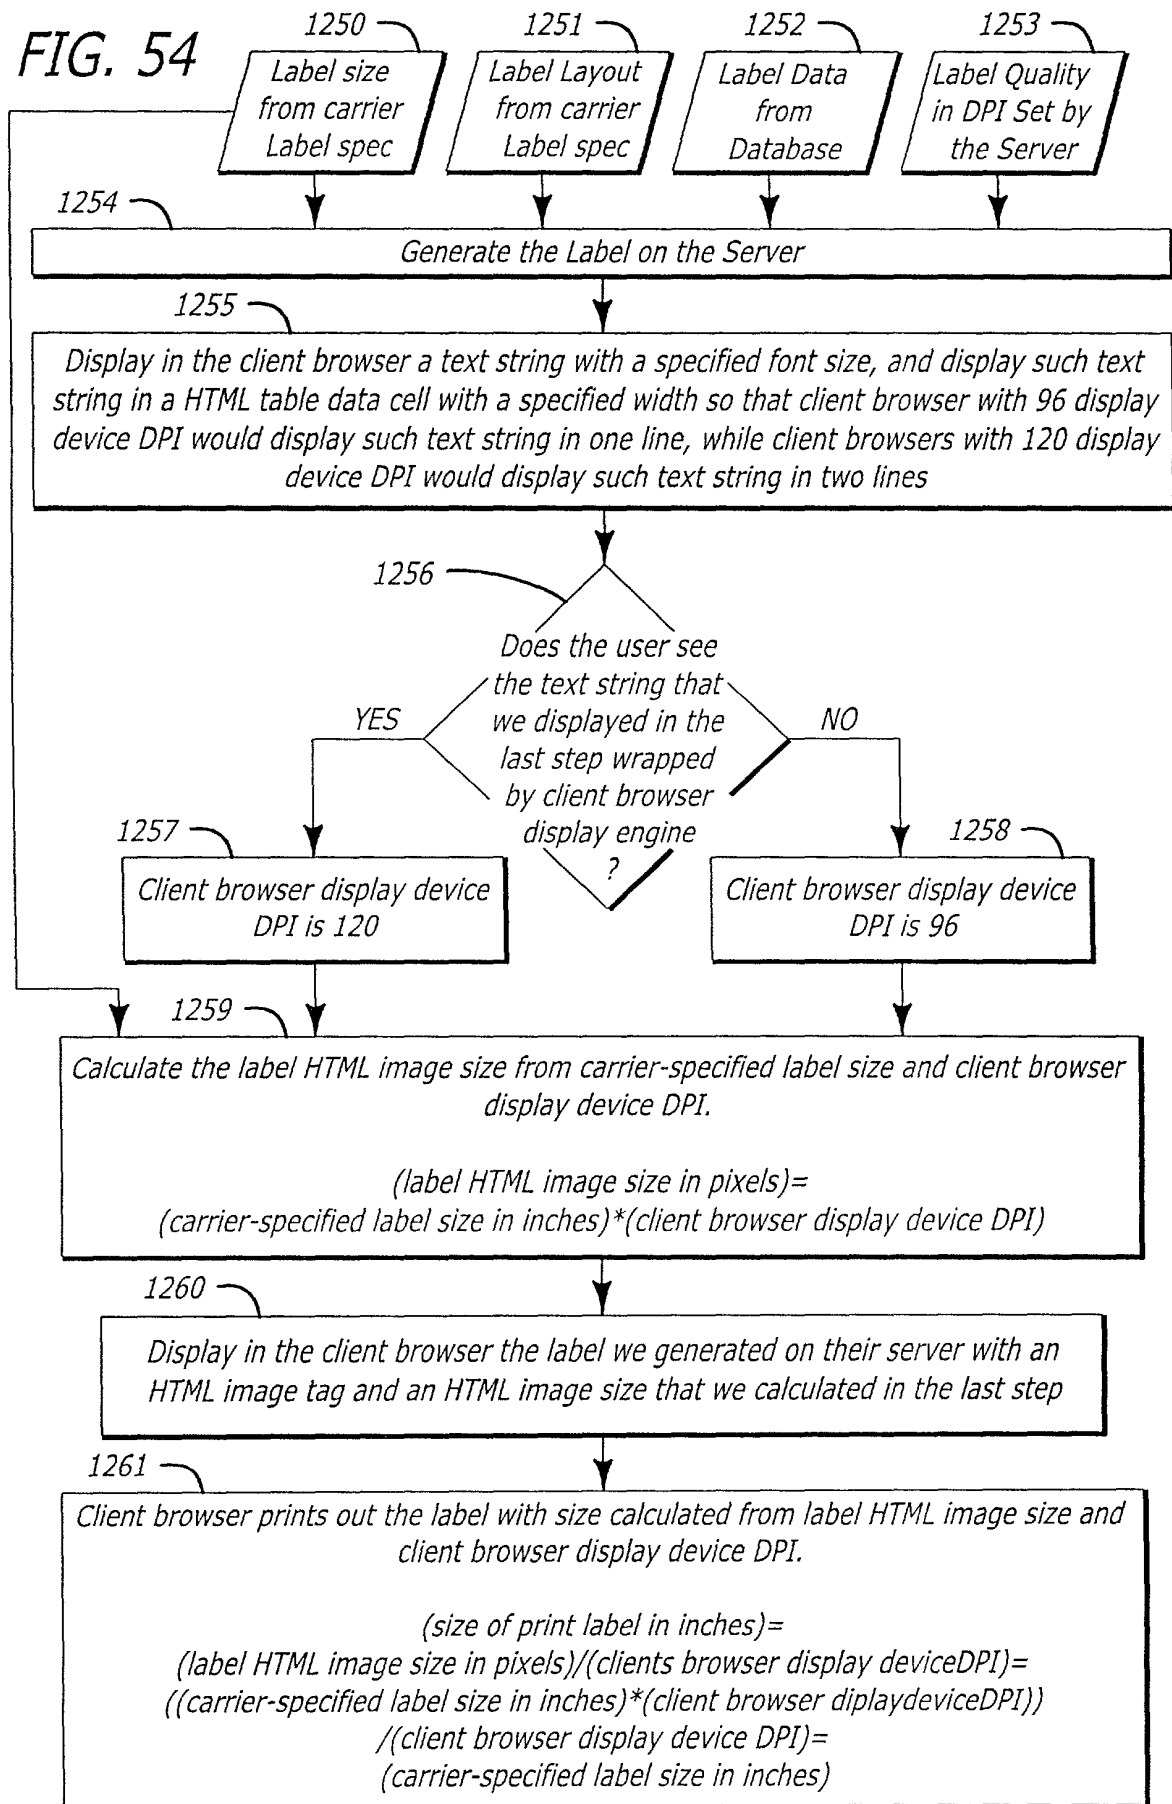 FIG. 54
1250
1251
1252
1253
Label size
from carrier
Label spec
Label Layout
from carrier
Label spec
Label Data
from
Database
Label Quality
in DPI Set by
the Server
1254
Generate the Label on the Server
1255
Display in the client browser a text string with a specified font size, and display such text
string in a HTML table data cell with a specified width so that client browser with 96 display
device DPI would display such text string in one line, while client browsers with 120 display
device DPI would display such text string in two lines
1256
Does the user see
the text string that
we displayed in the
last step wrapped
by client browser
display engine
?
YES
NO
1257
Client browser display device
DPI is 120
1258
Client browser display device
DPI is 96
1259
Calculate the label HTML image size from carrier-specified label size and client browser
display device DPI.
(label HTML image size in pixels)=
(carrier-specified label size in inches)*(client browser display device DPI)
1260
Display in the client browser the label we generated on their server with an
HTML image tag and an HTML image size that we calculated in the last step
1261
Client browser prints out the label with size calculated from label HTML image size and
client browser display device DPI.
(size of print label in inches)=
(label HTML image size in pixels)/(clients browser display deviceDPI)=
((carrier-specified label size in inches)*(client browser diplaydeviceDPI))
/(client browser display device DPI)=
(carrier-specified label size in inches)